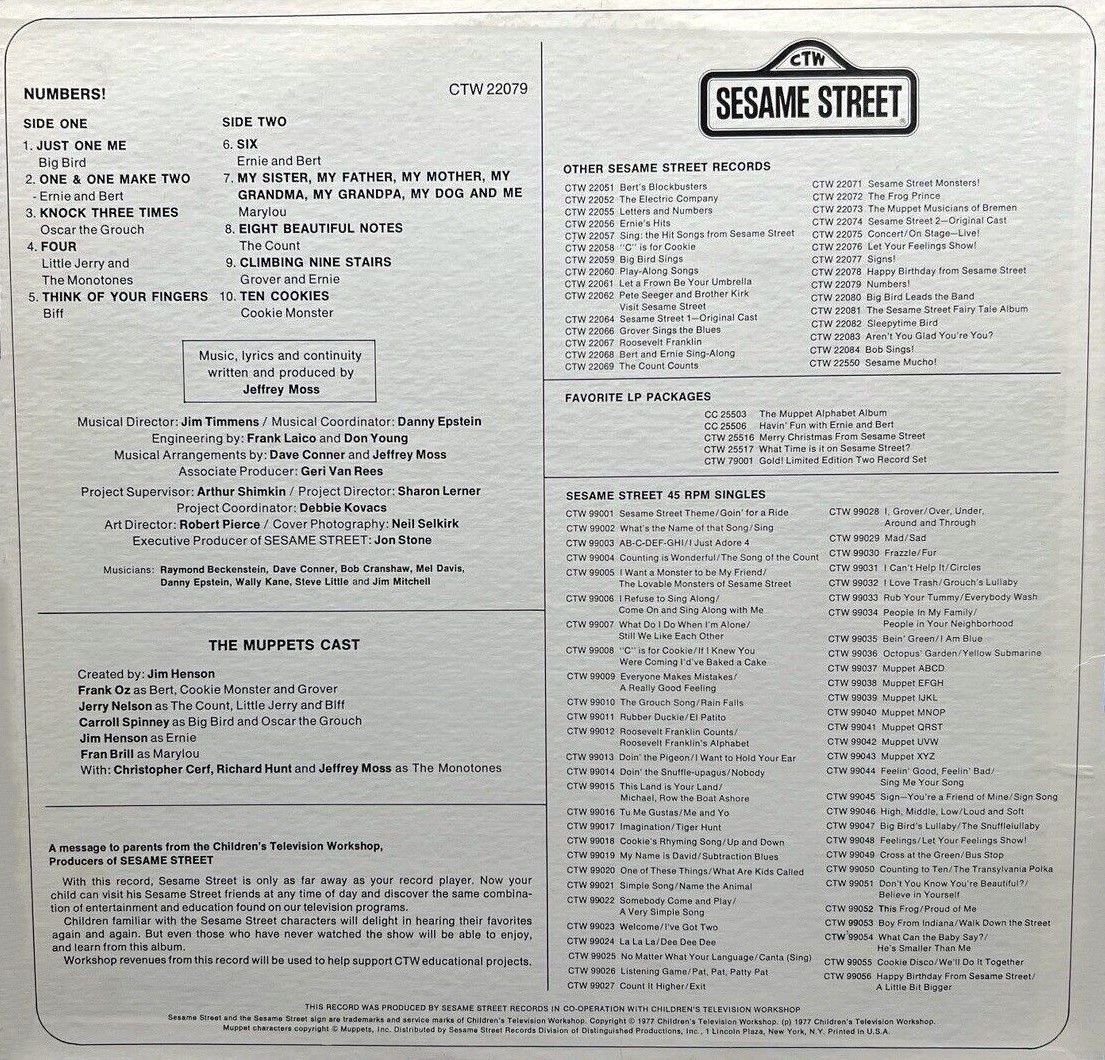 NUMBERS!
CTW 22079
SIDE ONE
1. JUST ONE ME
Big Bird
2. ONE & ONE MAKE TWO
- Ernie and Bert
3. KNOCK THREE TIMES
Oscar the Grouch
4. FOUR
Little Jerry and
The Monotones
5. THINK OF YOUR FINGERS
Biff
SIDE TWO
6. SIX
Ernie and Bert
7. MY SISTER, MY FATHER, MY MOTHER, MY
GRANDMA, MY GRANDPA, MY DOG AND ME
Marylou
8. EIGHT BEAUTIFUL NOTES
The Count
9. CLIMBING NINE STAIRS
Grover and Ernie
10. TEN COOKIES
Cookie Monster
Music, lyrics and continuity
written and produced by
Jeffrey Moss
Musical Director: Jim Timmens / Musical Coordinator: Danny Epstein
Engineering by: Frank Laico and Don Young
Musical Arrangements by: Dave Conner and Jeffrey Moss
Associate Producer: Geri Van Rees
Project Supervisor: Arthur Shimkin / Project Director: Sharon Lerner
Project Coordinator: Debbie Kovacs
Art Director: Robert Pierce / Cover Photography: Neil Selkirk
Executive Producer of SESAME STREET: Jon Stone
Musicians: Raymond Beckenstein, Dave Conner, Bob Cranshaw, Mel Davis,
Danny Epstein, Wally Kane, Steve Little and Jim Mitchell
THE MUPPETS CAST
Created by: Jim Henson
Frank Oz as Bert, Cookie Monster and Grover
Jerry Nelson as The Count, Little Jerry and Biff
Carroll Spinney as Big Bird and Oscar the Grouch
Jim Henson as Ernie
Fran Brill as Marylou
With: Christopher Cerf, Richard Hunt and Jeffrey Moss as The Monotones
A message to parents from the Children's Television Workshop,
Producers of SESAME STREET
With this record, Sesame Street is only as far away as your record player. Now your
child can visit his Sesame Street friends at any time of day and discover the same combina-
tion of entertainment and education found on our television programs.
Children familiar with the Sesame Street characters will delight in hearing their favorites
again and again. But even those who have never watched the show will be able to enjoy,
and learn from this album.
Workshop revenues from this record will be used to help support CTW educational projects.
CTW
SESAME STREET®
OTHER SESAME STREET RECORDS
CTW 22051 Bert's Blockbusters
CTW 22052 The Electric Company
CTW 22055 Letters and Numbers
CTW 22056 Ernie's Hits
CTW 22057 Sing: the Hit Songs from Sesame Street
CTW 22058 "C" is for Cookie
CTW 22059 Big Bird Sings
CTW 22060 Play-Along Songs
CTW 22061 Let a Frown Be Your Umbrella
CTW 22062 Pete Seeger and Brother Kirk
Visit Sesame Street
CTW 22064 Sesame Street 1—Original Cast
CTW 22066 Grover Sings the Blues
CTW 22067 Roosevelt Franklin
CTW 22068 Bert and Ernie Sing-Along
CTW 22069 The Count Counts
CTW 22071 Sesame Street Monsters!
CTW 22072 The Frog Prince
CTW 22073 The Muppet Musicians of Bremen
CTW 22074 Sesame Street 2—Original Cast
CTW 22075 Concert/On Stage—Live!
CTW 22076 Let Your Feelings Show!
CTW 22077 Signs!
CTW 22078 Happy Birthday from Sesame Street
CTW 22079 Numbers!
CTW 22080 Big Bird Leads the Band
CTW 22081 The Sesame Street Fairy Tale Album
CTW 22082 Sleepytime Bird
CTW 22083 Aren't You Glad You're You?
CTW 22084 Bob Sings!
CTW 22550 Sesame Mucho!
FAVORITE LP PACKAGES
CC 25503 The Muppet Alphabet Album
CC 25506 Havin' Fun with Ernie and Bert
CTW 25516 Merry Christmas From Sesame Street
CTW 25517 What Time is it on Sesame Street?
CTW 79001 Gold! Limited Edition Two Record Set
SESAME STREET 45 RPM SINGLES
CTW 99001 Sesame Street Theme/Goin' for a Ride
CTW 99002 What's the Name of that Song/Sing
CTW 99003 AB-C-DEF-GHI/I Just Adore 4
CTW 99004 Counting is Wonderful/The Song of the Count
CTW 99005 I Want a Monster to be My Friend/
The Lovable Monsters of Sesame Street
CTW 99006 I Refuse to Sing Along/
Come On and Sing Along with Me
CTW 99007 What Do I Do When I'm Alone/
Still We Like Each Other
CTW 99008 "C" is for Cookie/If I Knew You
Were Coming I'd've Baked a Cake
CTW 99009 Everyone Makes Mistakes/
A Really Good Feeling
CTW 99010 The Grouch Song/Rain Falls
CTW 99011 Rubber Duckie/El Patito
CTW 99012 Roosevelt Franklin Counts/
Roosevelt Franklin's Alphabet
CTW 99013 Doin' the Pigeon/I Want to Hold Your Ear
CTW 99014 Doin' the Snuffle-upagus/Nobody
CTW 99015 This Land is Your Land/
Michael, Row the Boat Ashore
CTW 99016 Tu Me Gustas/Me and Yo
CTW 99017 Imagination/Tiger Hunt
CTW 99018 Cookie's Rhyming Song/Up and Down
CTW 99019 My Name is David/Subtraction Blues
CTW 99020 One of These Things/What Are Kids Called
CTW 99021 Simple Song/Name the Animal
CTW 99022 Somebody Come and Play/
A Very Simple Song
CTW 99023 Welcome/I've Got Two
CTW 99024 La La La/Dee Dee Dee
CTW 99025 No Matter What Your Language/Canta (Sing)
CTW 99026 Listening Game/Pat, Pat, Patty Pat
CTW 99027 Count It Higher/Exit
CTW 99028 I, Grover/Over, Under,
Around and Through
CTW 99029 Mad/Sad
CTW 99030 Frazzle/Fur
CTW 99031 I Can't Help It/Circles
CTW 99032 I Love Trash/Grouch's Lullaby
CTW 99033 Rub Your Tummy/Everybody Wash
CTW 99034 People In My Family/
People in Your Neighborhood
CTW 99035 Bein' Green/I Am Blue
CTW 99036 Octopus' Garden/Yellow Submarine
CTW 99037 Muppet ABCD
CTW 99038 Muppet EFGH
CTW 99039 Muppet IJKL
CTW 99040 Muppet MNOP
CTW 99041 Muppet QRST
CTW 99042 Muppet UVW
CTW 99043 Muppet XYZ
CTW 99044 Feelin' Good, Feelin' Bad/
Sing Me Your Song
CTW 99045 Sign—You're a Friend of Mine/Sign Song
CTW 99046 High, Middle, Low/Loud and Soft
CTW 99047 Big Bird's Lullaby/The Snuffleiullaby
CTW 99048 Feelings/Let Your Feelings Show!
CTW 99049 Cross at the Green/Bus Stop
CTW 99050 Counting to Ten/The Transylvania Polka
CTW 99051 Don't You Know You're Beautiful?/
Believe in Yourself
CTW 99052 This Frog/Proud of Me
CTW 99053 Boy From Indiana/Walk Down the Street
CTW 99054 What Can the Baby Say?/
He's Smaller Than Me
CTW 99055 Cookie Disco/We'll Do It Together
CTW 99056 Happy Birthday From Sesame Street/
A Little Bit Bigger
THIS RECORD WAS PRODUCED BY SESAME STREET RECORDS IN CO-OPERATION WITH CHILDREN'S TELEVISION WORKSHOP
Sesame Street and the Sesame Street sign are trademarks and service marks of Children's Television Workshop. Copyright © 1977 Children's Television Workshop. (p) 1977 Children's Television Workshop.
Muppet characters copyright © Muppets, Inc. Distributed by Sesame Street Records Division of Distinguished Productions, Inc., 1 Lincoln Plaza, New York, N.Y. Printed in U.S.A.